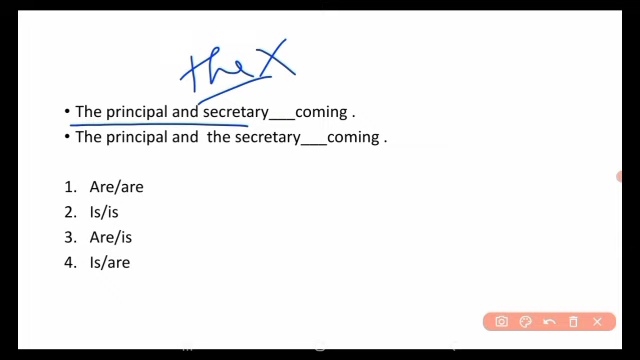 the X
• The principal and secretary___coming .
• The principal and the secretary___coming .
1. Are/are
2. Is/is
3. Are/is
4. Is/are